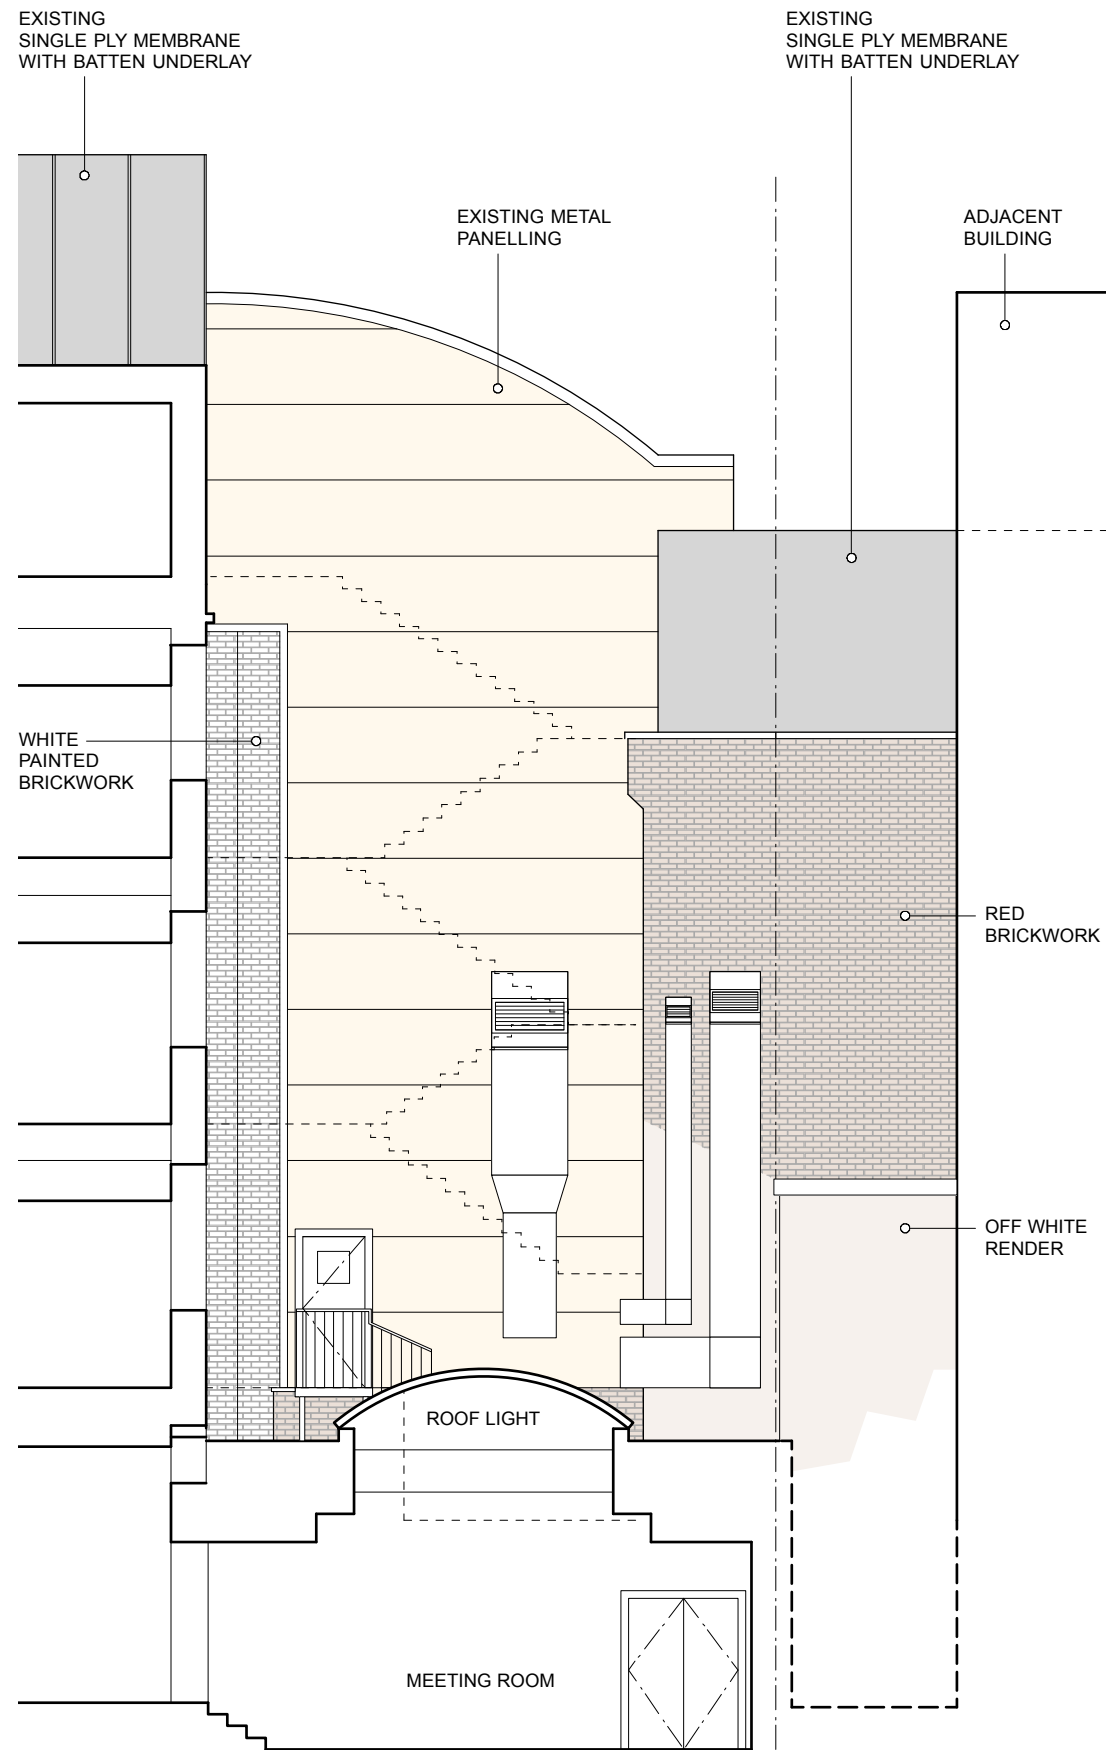 EXISTING
SINGLE PLY MEMBRANE
WITH BATTEN UNDERLAY
EXISTING
SINGLE PLY MEMBRANE
WITH BATTEN UNDERLAY
EXISTING METAL
PANELLING
ADJACENT
BUILDING
WHITE
PAINTED
BRICKWORK
RED
BRICKWORK
OFF WHITE
RENDER
ROOF LIGHT
MEETING ROOM